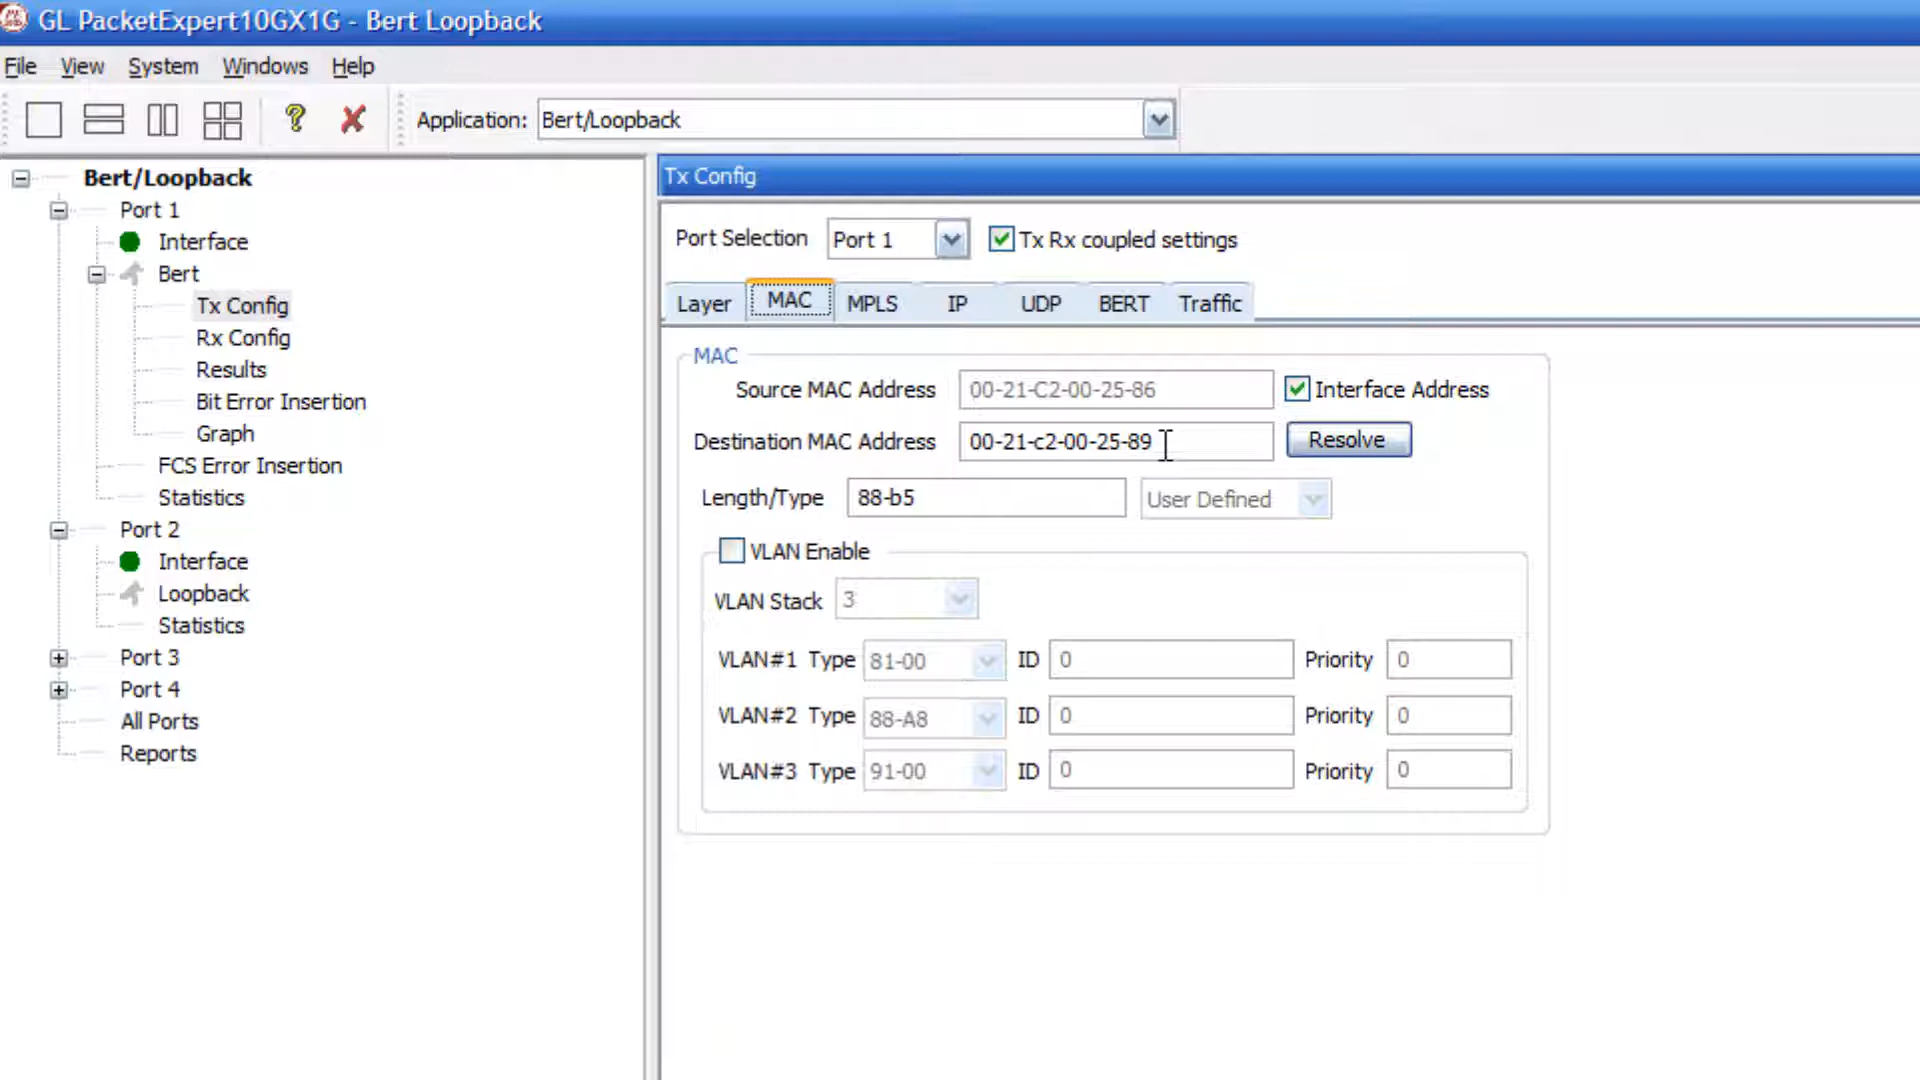 GL PacketExpert10GX1G - Bert Loopback
File View System Windows Help
Application: Bert/Loopback
Bert/Loopback
Port 1
Interface
Bert
Tx Config
Rx Config
Results
Bit Error Insertion
Graph
FCS Error Insertion
Statistics
Port 2
Interface
Loopback
Statistics
Port 3
Port 4
All Ports
Reports
Tx Config
Port Selection Port 1 Tx Rx coupled settings
Layer MAC MPLS IP UDP BERT Traffic
MAC
Source MAC Address 00-21-C2-00-25-86 Interface Address
Destination MAC Address 00-21-c2-00-25-89 Resolve
Length/Type 88-b5 User Defined
VLAN Enable
VLAN Stack 3
VLAN#1 Type 81-00 ID 0 Priority 0
VLAN#2 Type 88-A8 ID 0 Priority 0
VLAN#3 Type 91-00 ID 0 Priority 0